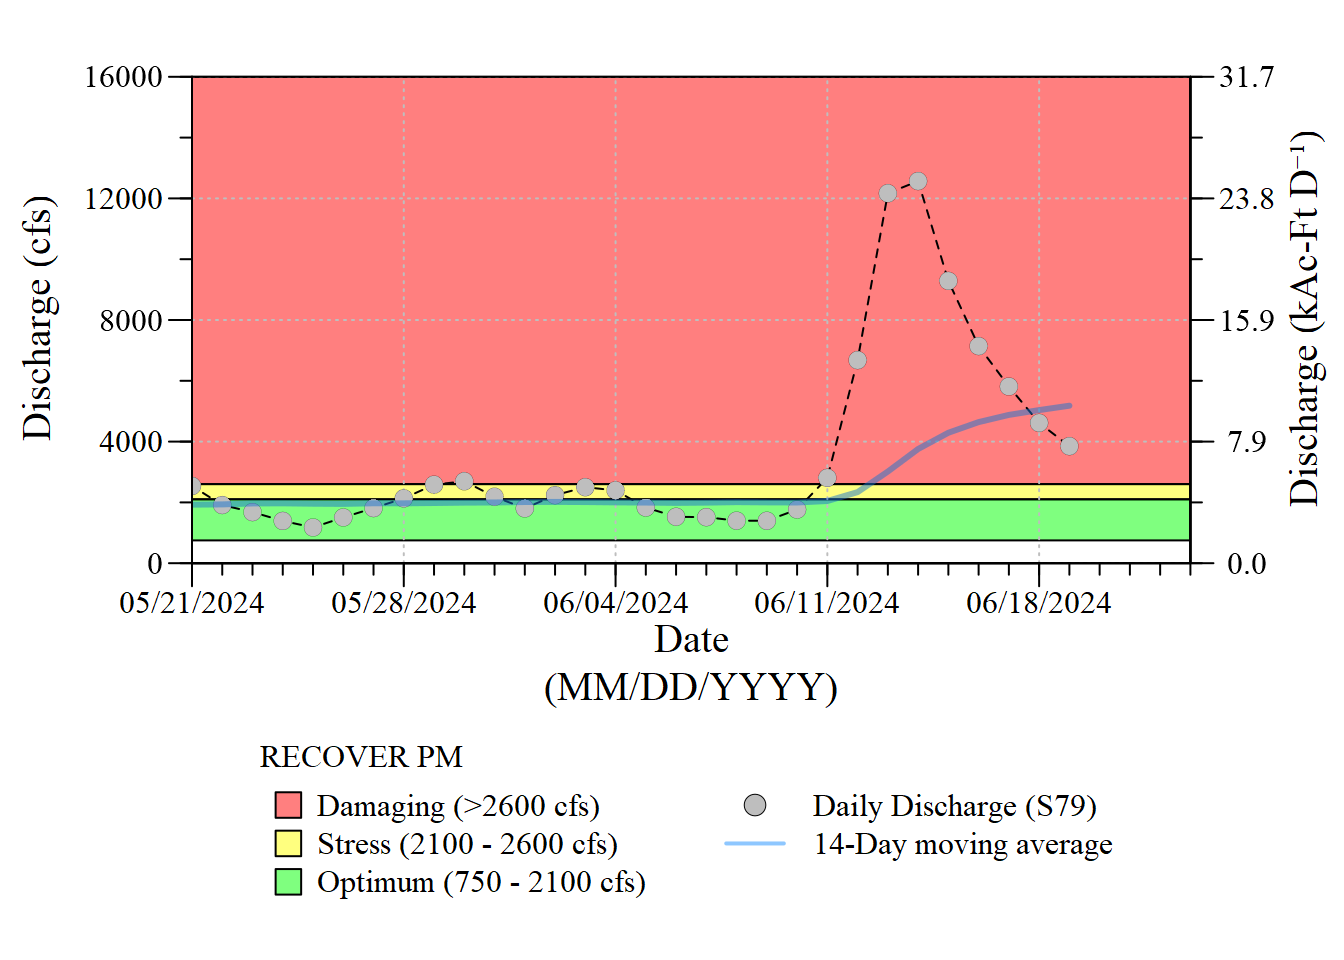 16000
12000
8000
4000
0
Discharge (cfs)
31.7
23.8
15.9
7.9
0.0
Discharge (kAc-Ft D⁻¹)
05/21/2024 05/28/2024 06/04/2024 06/11/2024 06/18/2024
Date
(MM/DD/YYYY)
RECOVER PM
Damaging (>2600 cfs)
Stress (2100 - 2600 cfs)
Optimum (750 - 2100 cfs)
Daily Discharge (S79)
14-Day moving average